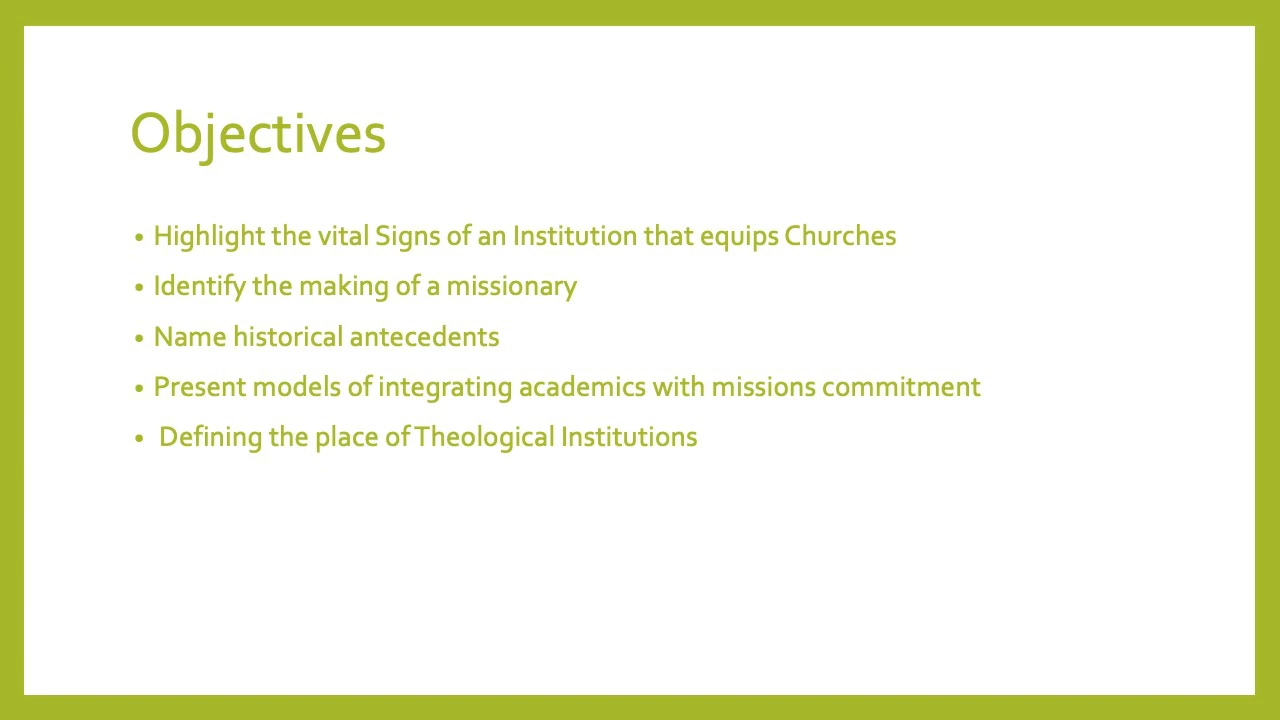 Objectives
• Highlight the vital Signs of an Institution that equips Churches
• Identify the making of a missionary
• Name historical antecedents
• Present models of integrating academics with missions commitment
• Defining the place of Theological Institutions